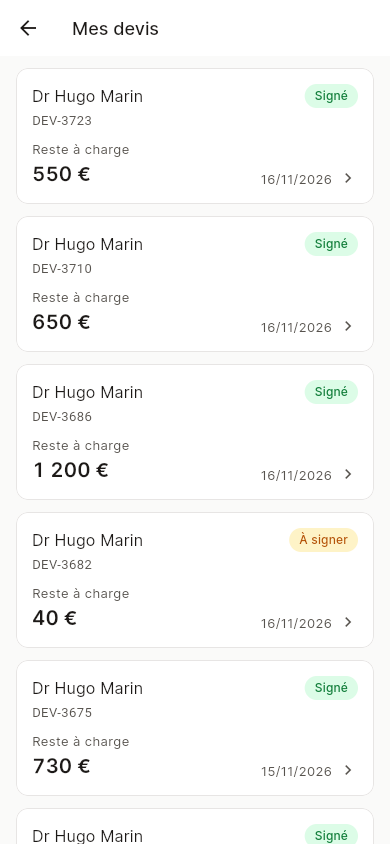 Mes devis
Dr Hugo Marin
Signé
DEV-3723
Reste à charge
550 €
16/11/2026
Dr Hugo Marin
Signé
DEV-3710
Reste à charge
650 €
16/11/2026
Dr Hugo Marin
Signé
DEV-3686
Reste à charge
1 200 €
16/11/2026
Dr Hugo Marin
À signer
DEV-3682
Reste à charge
40 €
16/11/2026
Dr Hugo Marin
Signé
DEV-3675
Reste à charge
730 €
15/11/2026
Dr Hugo Marin
Signé